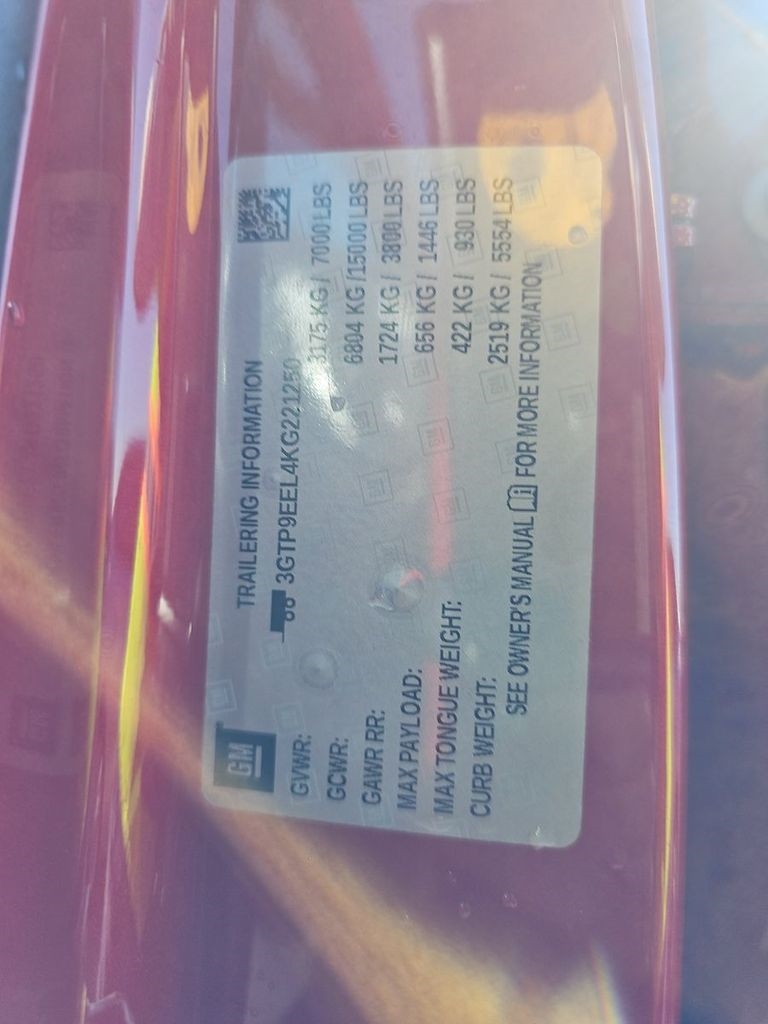 GM
TRAILERING INFORMATION
3GTP9EEL4KG221250
GVWR: 3175 KG / 7000 LBS
GCWR: 6804 KG /15000 LBS
GAWR RR: 1724 KG / 3800 LBS
MAX PAYLOAD: 656 KG / 1446 LBS
MAX TONGUE WEIGHT: 422 KG / 930 LBS
CURB WEIGHT: 2519 KG / 5554 LBS
SEE OWNER'S MANUAL FOR MORE INFORMATION